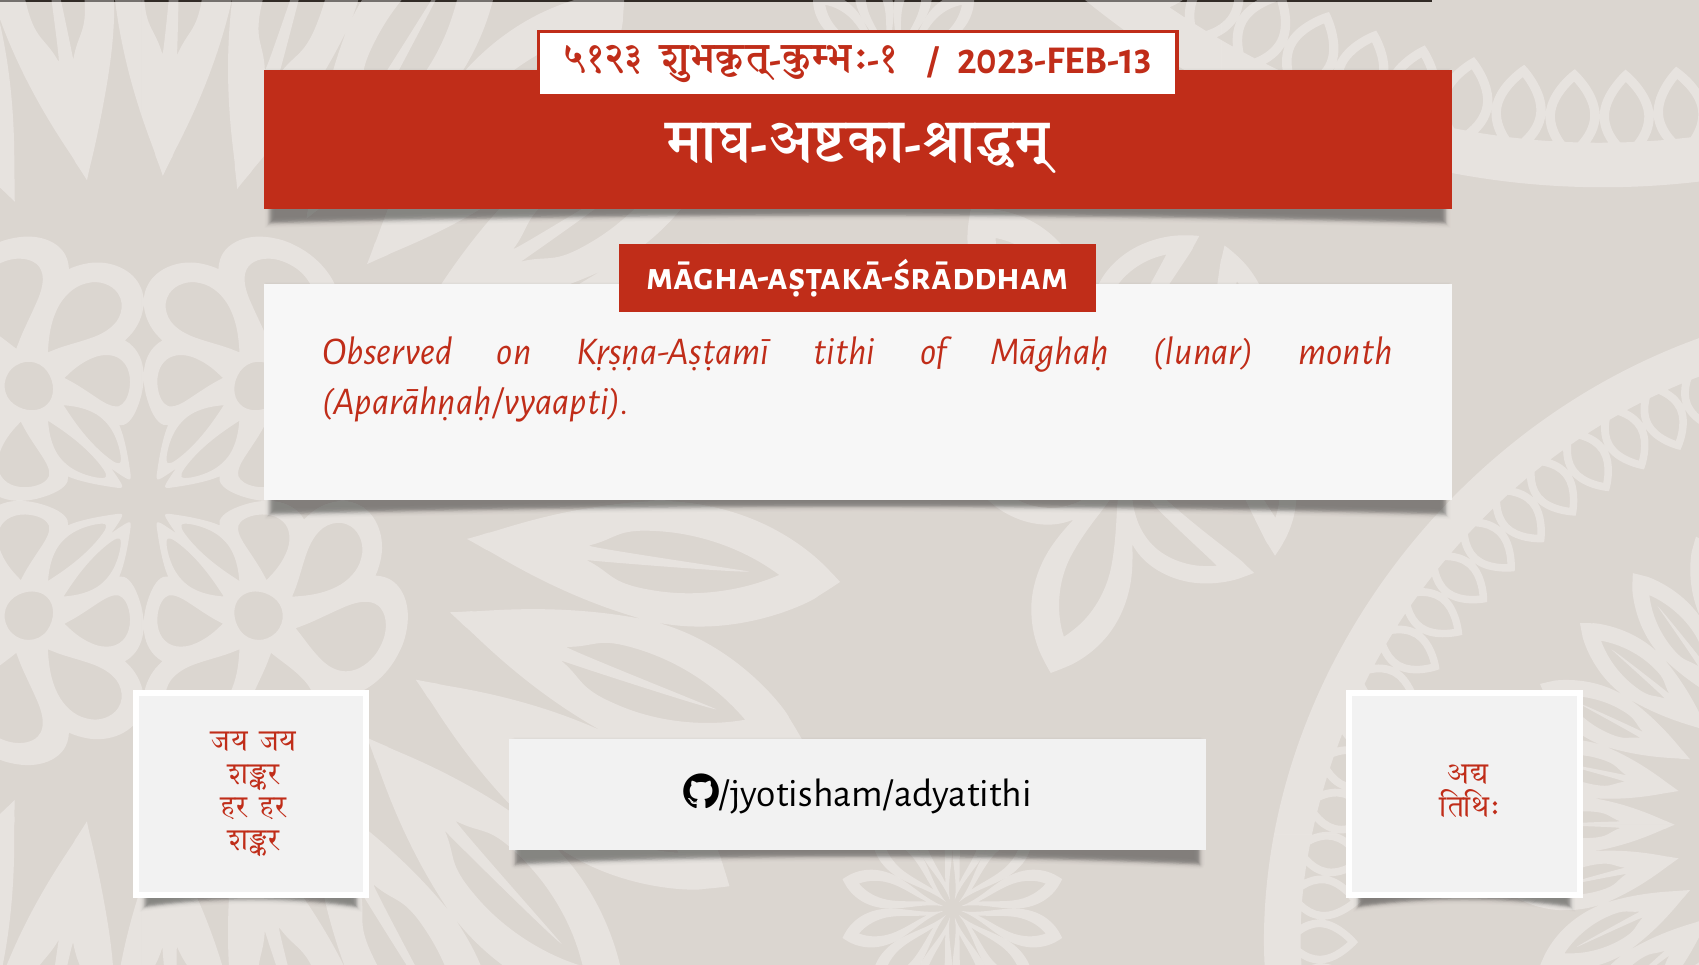 ५१२३ शुभकृत्-कुम्भः-१ / 2023-FEB-13
माघ-अष्टका-श्राद्धम्
MĀGHA-AṢṬAKĀ-ŚRĀDDHAM
Observed on Kṛṣṇa-Aṣṭamī tithi of Māghaḥ (lunar) month
(Aparāhṇaḥ/vyaapti).
जय जय
शङ्कर
हर हर
शङ्कर
/jyotisham/adyatithi
अद्य
तिथिः